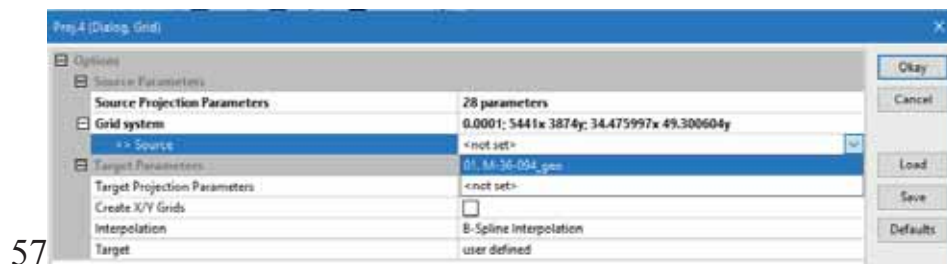 Proj.4 (Dialog, Grid)
Options
Source Parameters
Source Projection Parameters 28 parameters
Grid system 0.0001; 5441x 3874y; 34.475997x 49.300604y
>> Source <not set>
Target Parameters 01. M-36-094_geo
Target Projection Parameters <not set>
Create X/Y Grids
Interpolation B-Spline Interpolation
Target user defined
Okay
Cancel
Load
Save
Defaults
57